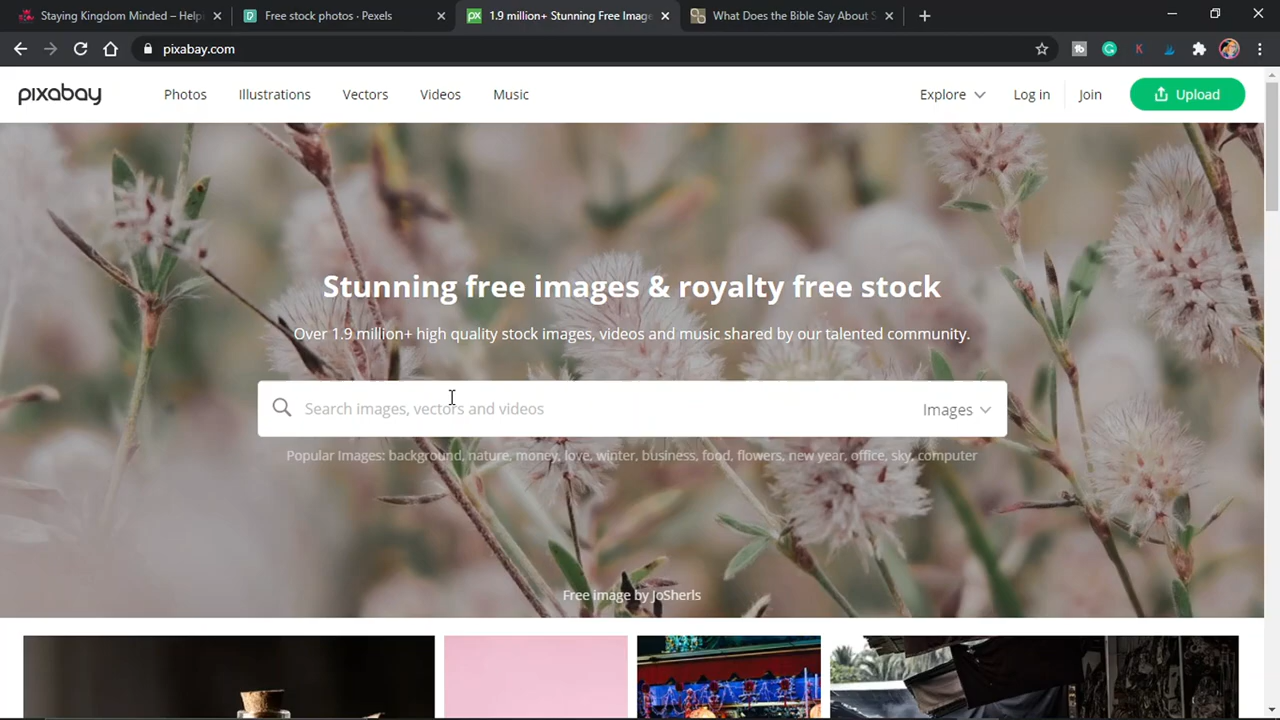 Staying Kingdom Minded – Help
Free stock photos · Pexels
1.9 million+ Stunning Free Image
What Does the Bible Say About S
pixabay.com
pixabay
Photos
Illustrations
Vectors
Videos
Music
Explore
Log in
Join
Upload
Stunning free images & royalty free stock
Over 1.9 million+ high quality stock images, videos and music shared by our talented community.
Search images, vectors and videos
Images
Popular Images: background, nature, money, love, winter, business, food, flowers, new year, office, sky, computer
Free image by JoSherls